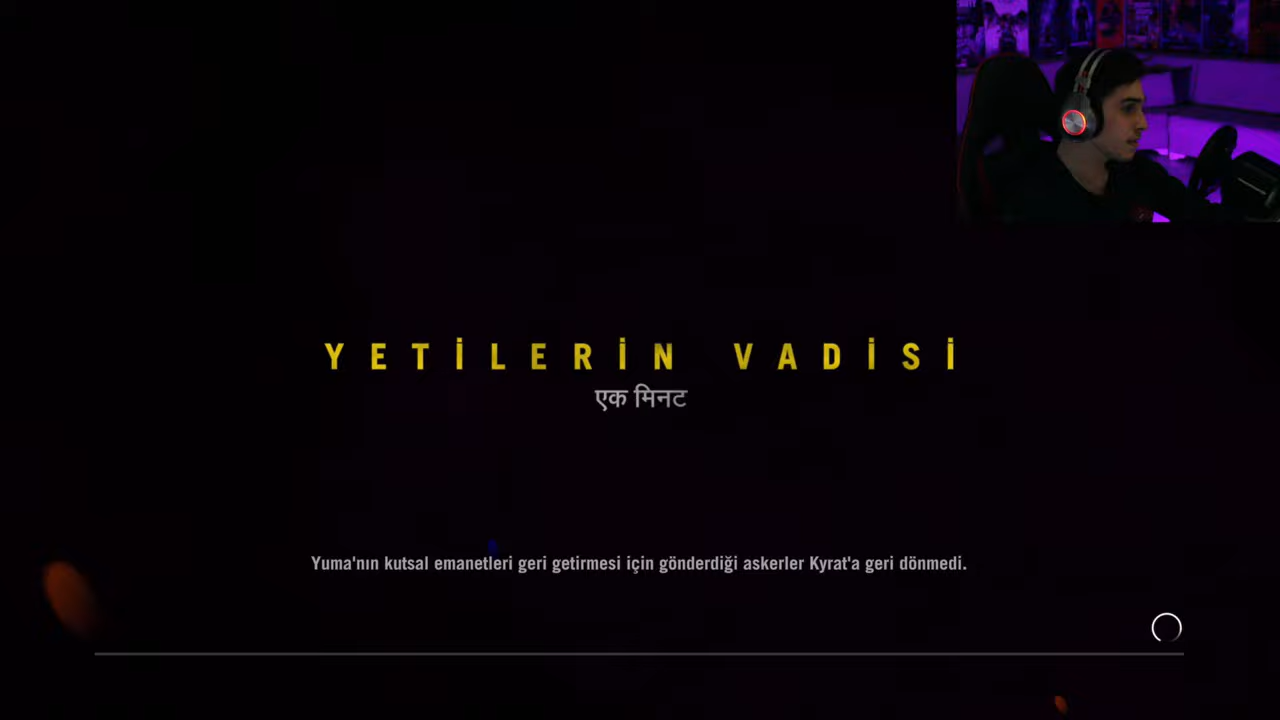 YETİLERİN VADİSİ
एक मिनट
Yuma'nın kutsal emanetleri geri getirmesi için gönderdiği askerler Kyrat'a geri dönmedi.